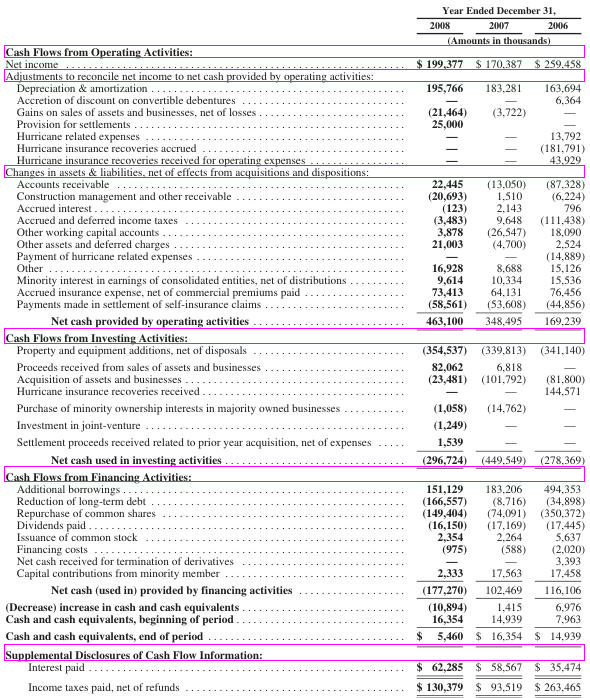 Year Ended December 31,
2008 2007 2006
(Amounts in thousands)
Cash Flows from Operating Activities:
Net income $ 199,377 $ 170,387 $ 259,458
Adjustments to reconcile net income to net cash provided by operating activities:
Depreciation & amortization 195,766 183,281 163,694
Accretion of discount on convertible debentures — — 6,364
Gains on sales of assets and businesses, net of losses (21,464) (3,722) —
Provision for settlements 25,000 —
Hurricane related expenses — — 13,792
Hurricane insurance recoveries accrued — — (181,791)
Hurricane insurance recoveries received for operating expenses — — 43,929
Changes in assets & liabilities, net of effects from acquisitions and dispositions:
Accounts receivable 22,445 (13,050) (87,328)
Construction management and other receivable (20,693) 1,510 (6,224)
Accrued interest (123) 2,143 796
Accrued and deferred income taxes (3,483) 9,648 (111,438)
Other working capital accounts 3,878 (26,547) 18,090
Other assets and deferred charges 21,003 (4,700) 2,524
Payment of hurricane related expenses — — (14,889)
Other 16,928 8,688 15,126
Minority interest in earnings of consolidated entities, net of distributions 9,614 10,334 15,536
Accrued insurance expense, net of commercial premiums paid 73,413 64,131 76,456
Payments made in settlement of self-insurance claims (58,561) (53,608) (44,856)
Net cash provided by operating activities 463,100 348,495 169,239
Cash Flows from Investing Activities:
Property and equipment additions, net of disposals (354,537) (339,813) (341,140)
Proceeds received from sales of assets and businesses 82,062 6,818 —
Acquisition of assets and businesses (23,481) (101,792) (81,800)
Hurricane insurance recoveries received — — 144,571
Purchase of minority ownership interests in majority owned businesses (1,058) (14,762) —
Investment in joint-venture (1,249) — —
Settlement proceeds received related to prior year acquisition, net of expenses 1,539 — —
Net cash used in investing activities (296,724) (449,549) (278,369)
Cash Flows from Financing Activities:
Additional borrowings 151,129 183,206 494,353
Reduction of long-term debt (166,557) (8,716) (34,898)
Repurchase of common shares (149,404) (74,091) (350,372)
Dividends paid (16,150) (17,169) (17,445)
Issuance of common stock 2,354 2,264 5,637
Financing costs (975) (588) (2,020)
Net cash received for termination of derivatives — — 3,393
Capital contributions from minority member 2,333 17,563 17,458
Net cash (used in) provided by financing activities (177,270) 102,469 116,106
(Decrease) increase in cash and cash equivalents (10,894) 1,415 6,976
Cash and cash equivalents, beginning of period 16,354 14,939 7,963
Cash and cash equivalents, end of period $ 5,460 $ 16,354 $ 14,939
Supplemental Disclosures of Cash Flow Information:
Interest paid $ 62,285 $ 58,567 $ 35,474
Income taxes paid, net of refunds $ 130,379 $ 93,519 $ 263,465